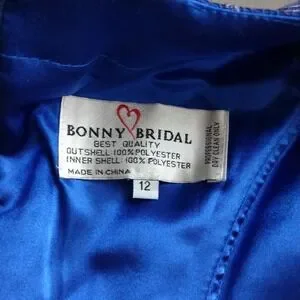 BONNY BRIDAL
BEST QUALITY
OUTSHELL:100%POLYESTER
INNER SHELL:100%POLYESTER
MADE IN CHINA
PROFESSIONAL
DRY CLEAN ONLY
12